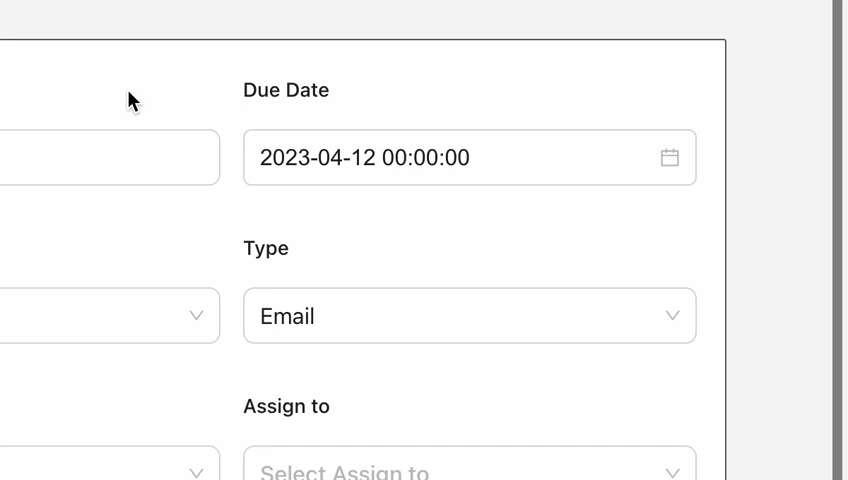 Due Date
2023-04-12 00:00:00
Type
Email
Assign to
Select Assign to